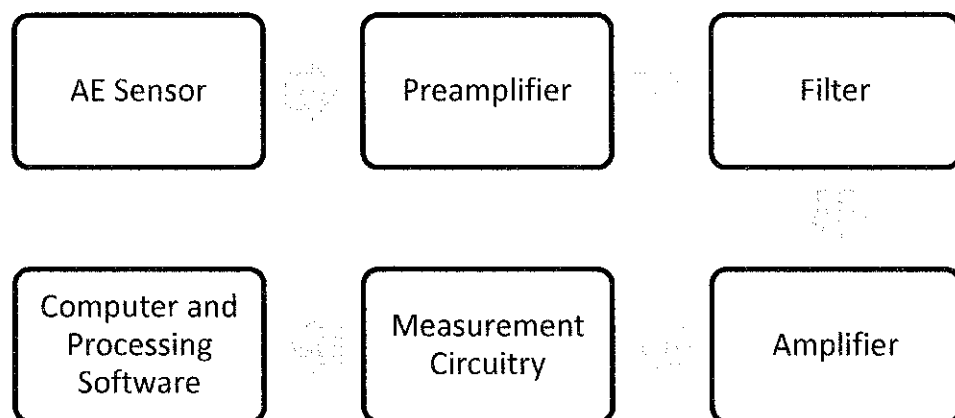 AE Sensor
Preamplifier
Filter
Computer and
Processing
Software
Measurement
Circuitry
Amplifier